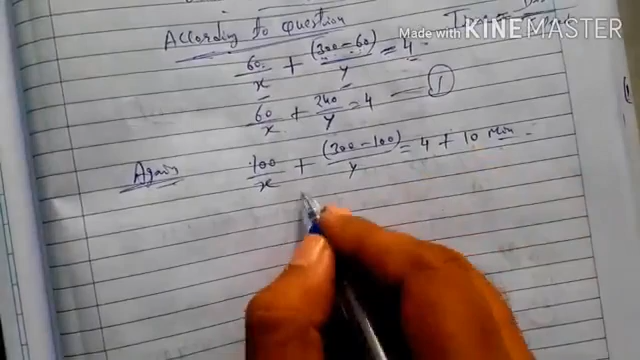 Made with KINEMASTER
According to question
60/x + (300-60)/y = 4
60/x + 240/y = 4 — 1
Again 100/x + (300-100)/y = 4 + 10 Min